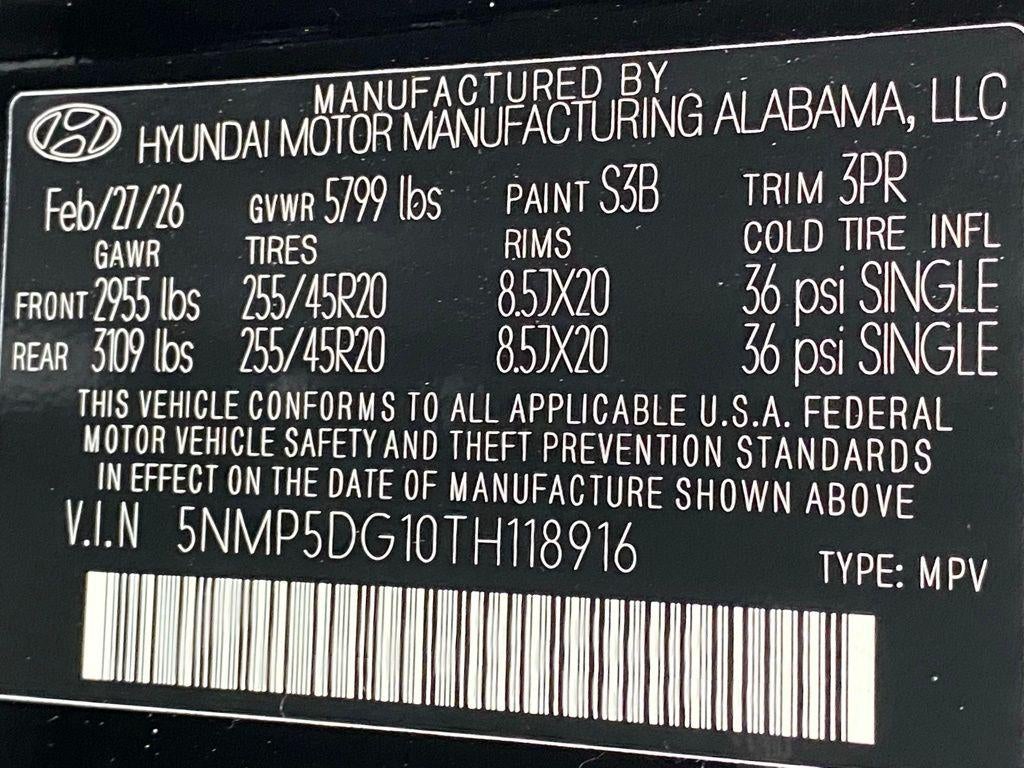 MANUFACTURED BY
HYUNDAI MOTOR MANUFACTURING ALABAMA, LLC
Feb/27/26 GVWR 5799 lbs PAINT S3B TRIM 3PR
GAWR TIRES RIMS COLD TIRE INFL
FRONT 2955 lbs 255/45R20 8.5JX20 36 psi SINGLE
REAR 3109 lbs 255/45R20 8.5JX20 36 psi SINGLE
THIS VEHICLE CONFORMS TO ALL APPLICABLE U.S.A. FEDERAL
MOTOR VEHICLE SAFETY AND THEFT PREVENTION STANDARDS
IN EFFECT ON THE DATE OF MANUFACTURE SHOWN ABOVE
V.I.N 5NMP5DG10TH118916
TYPE: MPV